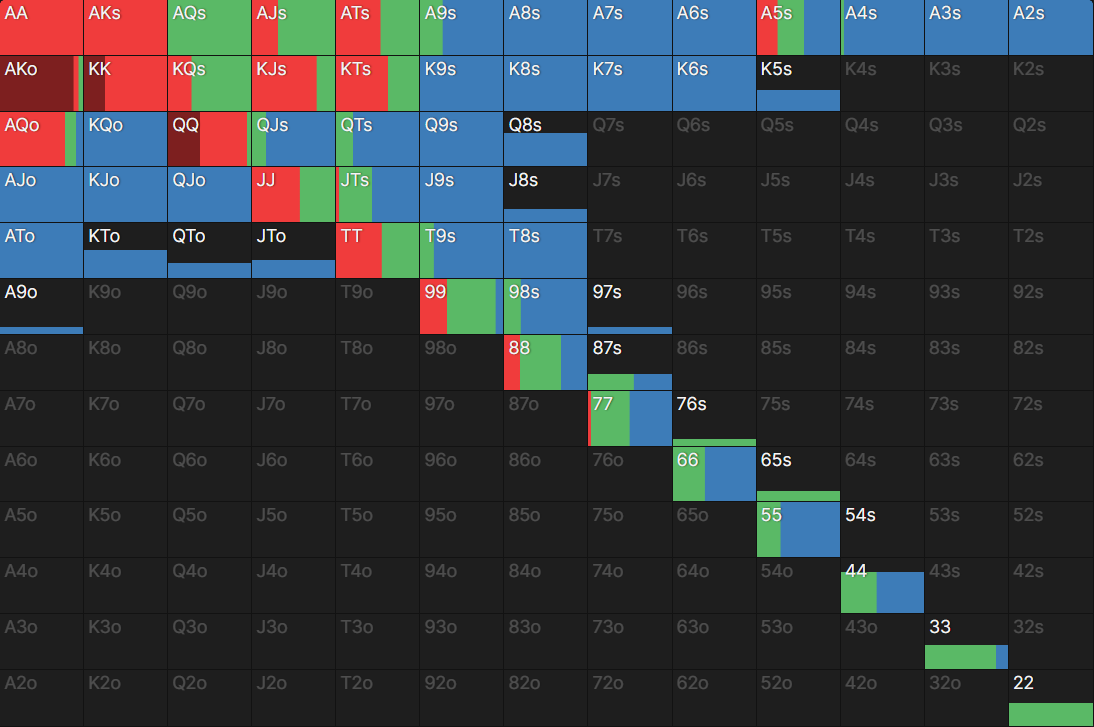 AA AKs AQs AJs ATs A9s A8s A7s A6s A5s A4s A3s A2s
AKo KK KQs KJs KTs K9s K8s K7s K6s K5s K4s K3s K2s
AQo KQo QQ QJs QTs Q9s Q8s Q7s Q6s Q5s Q4s Q3s Q2s
AJo KJo QJo JJ JTs J9s J8s J7s J6s J5s J4s J3s J2s
ATo KTo QTo JTo TT T9s T8s T7s T6s T5s T4s T3s T2s
A9o K9o Q9o J9o T9o 99 98s 97s 96s 95s 94s 93s 92s
A8o K8o Q8o J8o T8o 98o 88 87s 86s 85s 84s 83s 82s
A7o K7o Q7o J7o T7o 97o 87o 77 76s 75s 74s 73s 72s
A6o K6o Q6o J6o T6o 96o 86o 76o 66 65s 64s 63s 62s
A5o K5o Q5o J5o T5o 95o 85o 75o 65o 55 54s 53s 52s
A4o K4o Q4o J4o T4o 94o 84o 74o 64o 54o 44 43s 42s
A3o K3o Q3o J3o T3o 93o 83o 73o 63o 53o 43o 33 32s
A2o K2o Q2o J2o T2o 92o 82o 72o 62o 52o 42o 32o 22